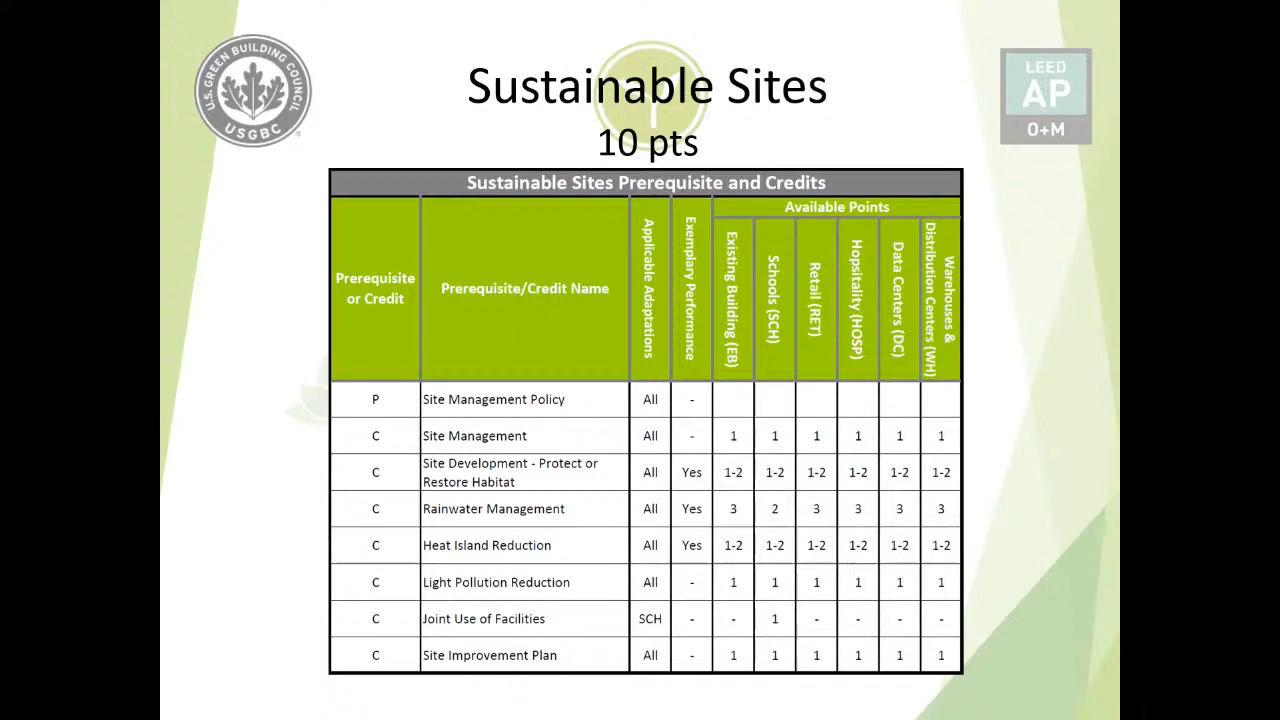 U.S. GREEN BUILDING COUNCIL
USGBC
®
LEED
AP
O+M
Sustainable Sites
10 pts
Sustainable Sites Prerequisite and Credits
Prerequisite
or Credit
Prerequisite/Credit Name
Applicable Adaptations
Exemplary Performance
Available Points
Existing Building (EB)
Schools (SCH)
Retail (RET)
Hopsitality (HOSP)
Data Centers (DC)
Warehouses &
Distribution Centers (WH)
P Site Management Policy All -
C Site Management All - 1 1 1 1 1 1
C Site Development - Protect or
Restore Habitat All Yes 1-2 1-2 1-2 1-2 1-2 1-2
C Rainwater Management All Yes 3 2 3 3 3 3
C Heat Island Reduction All Yes 1-2 1-2 1-2 1-2 1-2 1-2
C Light Pollution Reduction All - 1 1 1 1 1 1
C Joint Use of Facilities SCH - - 1 - - - -
C Site Improvement Plan All - 1 1 1 1 1 1